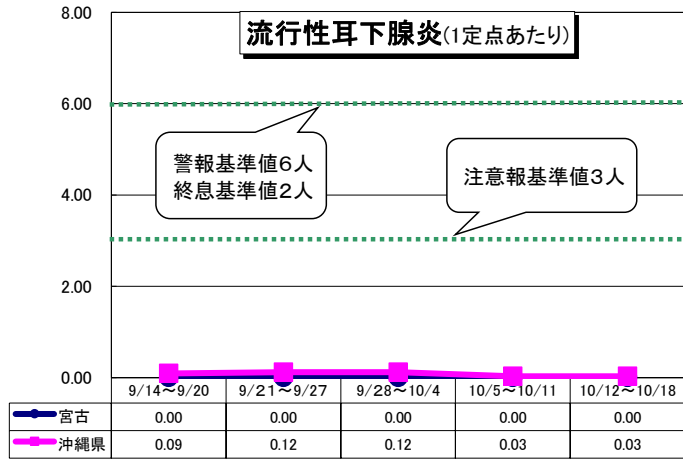 流行性耳下腺炎(1定点あたり)
8.00
6.00
警報基準値6人
終息基準値2人
注意報基準値3人
4.00
2.00
0.00
9/14～9/20 9/21～9/27 9/28～10/4 10/5～10/11 10/12～10/18
宮古 0.00 0.00 0.00 0.00 0.00
沖縄県 0.09 0.12 0.12 0.03 0.03